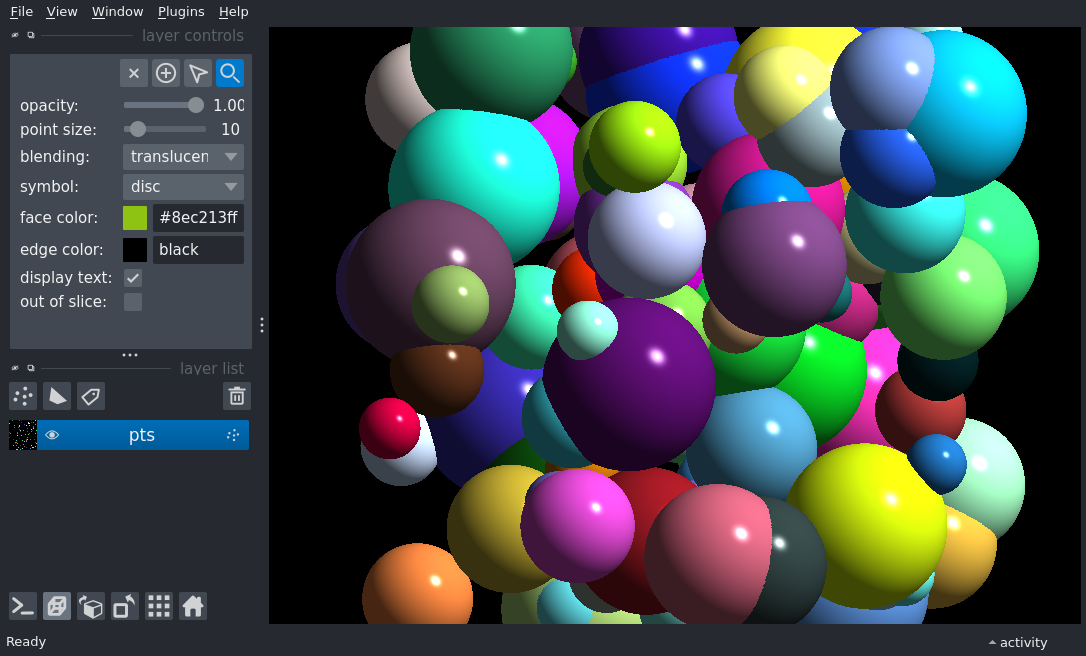 File View Window Plugins Help
layer controls
opacity: 1.00
point size: 10
blending: translucen
symbol: disc
face color: #8ec213ff
edge color: black
display text:
out of slice:
layer list
pts
Ready
activity